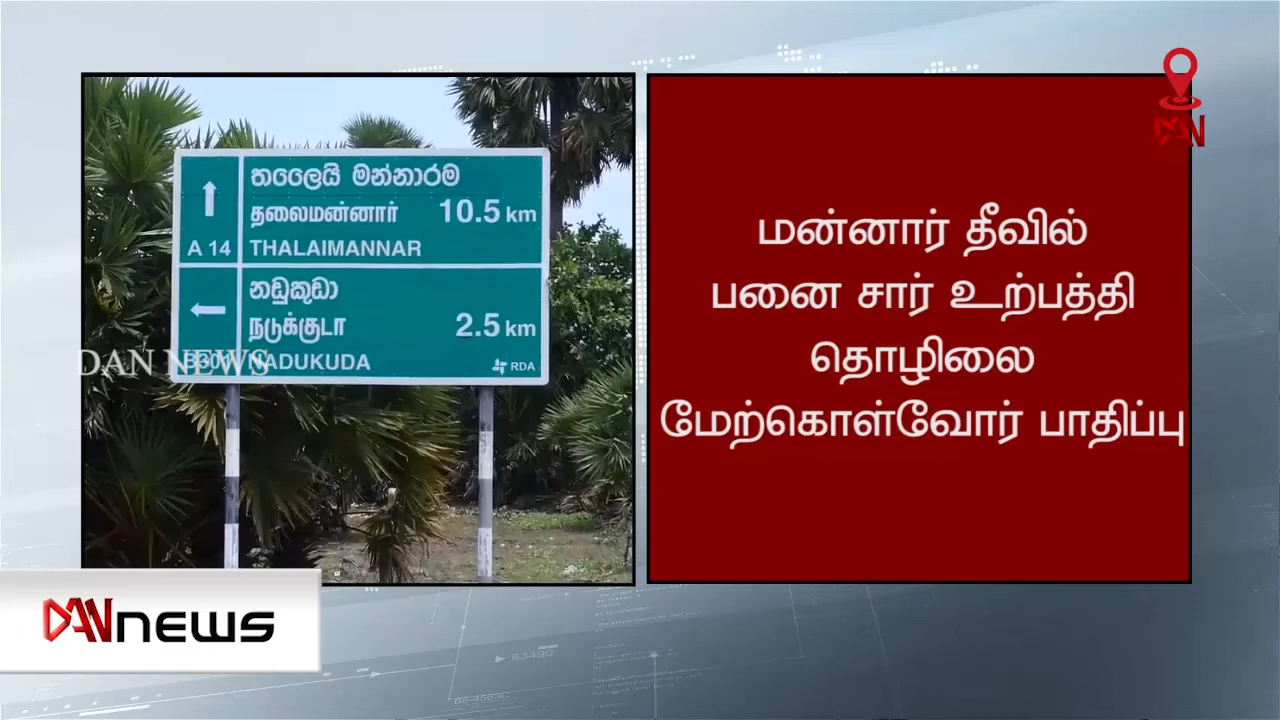 තලෛයි මන්නාරම
தலைமன்னார் 10.5 km
A 14 THALAIMANNAR
නඩුකුඩා
நடுக்குடா 2.5 km
NADUKUDA RDA
DAN NEWS
மன்னார் தீவில்
பனை சார் உற்பத்தி
தொழிலை
மேற்கொள்வோர் பாதிப்பு
DAN
DAN news